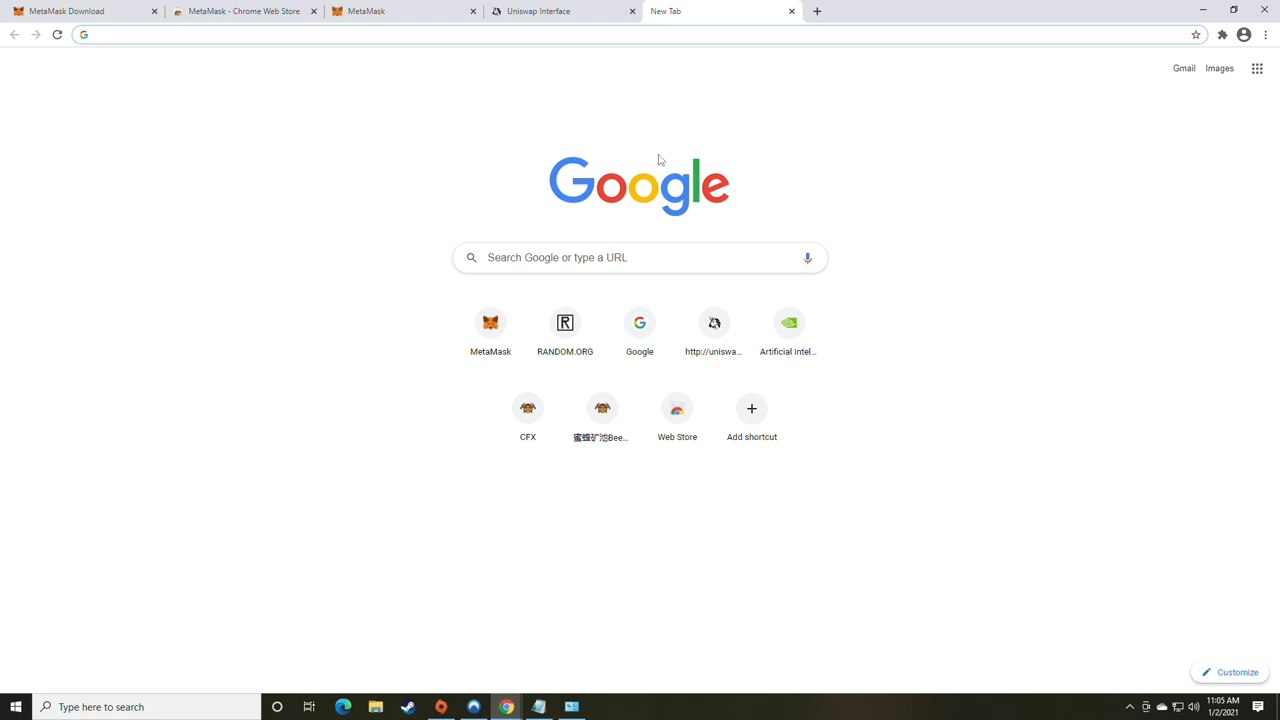 MetaMask Download
MetaMask - Chrome Web Store
MetaMask
Uniswap Interface
New Tab
Gmail
Images
Google
Search Google or type a URL
MetaMask
RANDOM.ORG
Google
http://uniswa...
Artificial Intel...
CFX
蜜蜂矿池Bee...
Web Store
Add shortcut
Customize
Type here to search
11:05 AM
1/2/2021